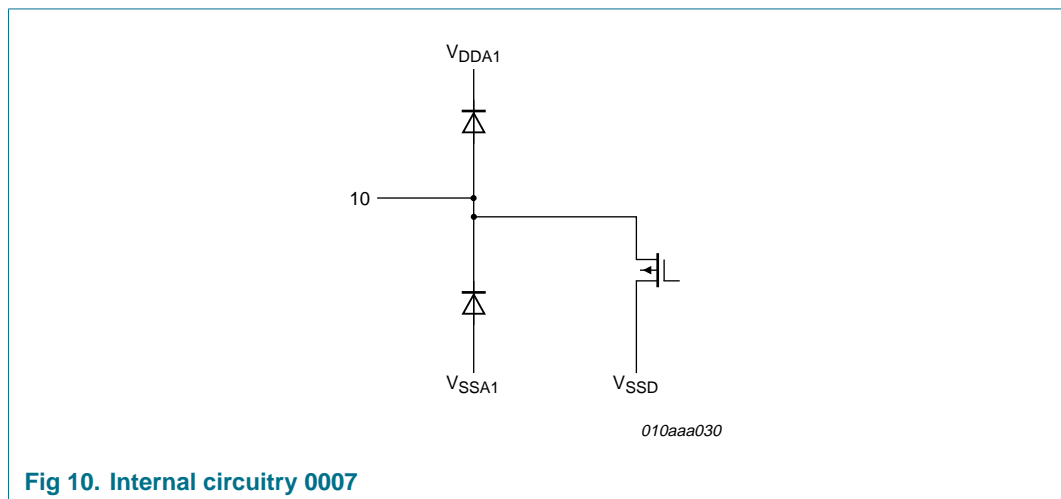 VDDA1
10
VSSA1
VSSD
010aaa030
Fig 10. Internal circuitry 0007